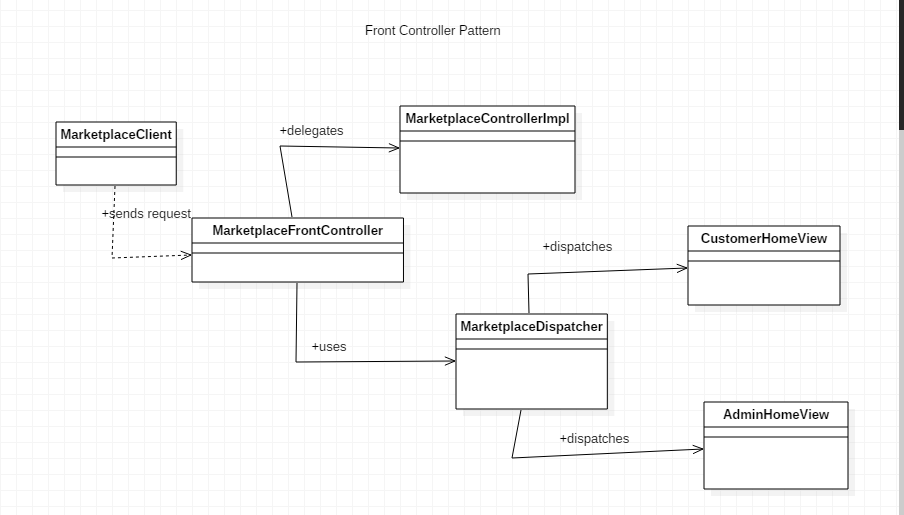 Front Controller Pattern
MarketplaceClient
+delegates
MarketplaceControllerImpl
+sends request
MarketplaceFrontController
+dispatches
CustomerHomeView
+uses
MarketplaceDispatcher
+dispatches
AdminHomeView